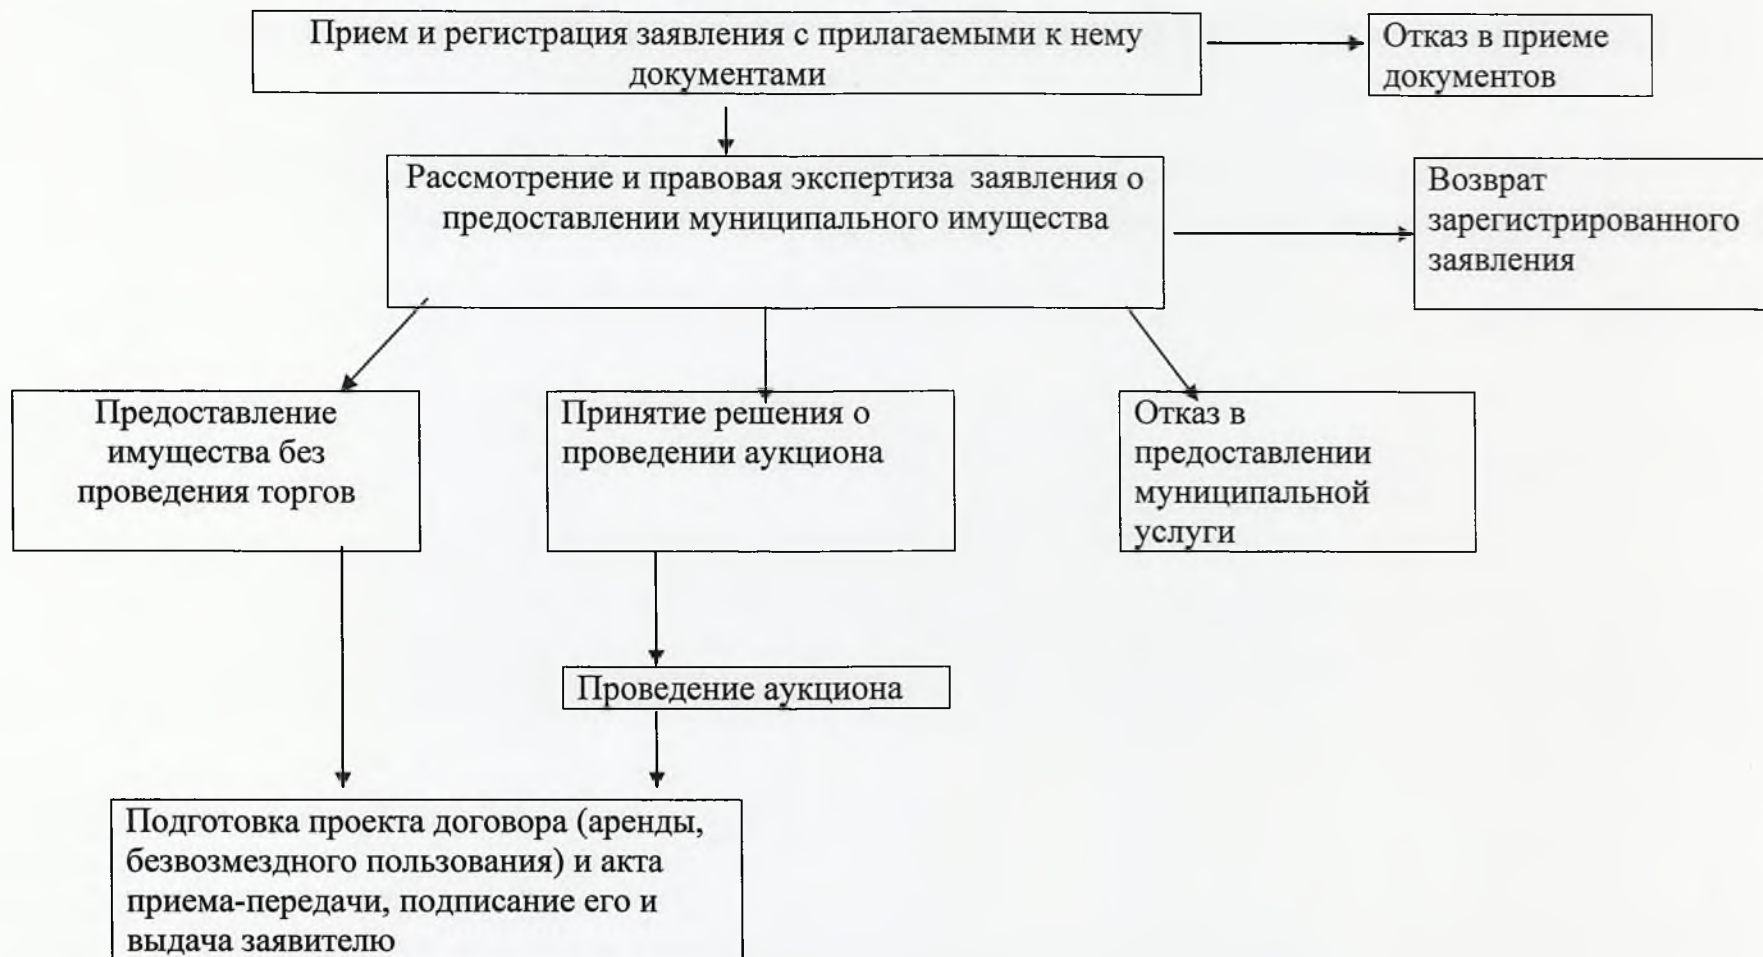 Прием и регистрация заявления с прилагаемыми к нему
документами
Отказ в приеме
документов
Рассмотрение и правовая экспертиза заявления о
предоставлении муниципального имущества
Возврат
зарегистрированного
заявления
Предоставление
имущества без
проведения торгов
Принятие решения о
проведении аукциона
Отказ в
предоставлении
муниципальной
услуги
Проведение аукциона
Подготовка проекта договора (аренды,
безвозмездного пользования) и акта
приема-передачи, подписание его и
выдача заявителю